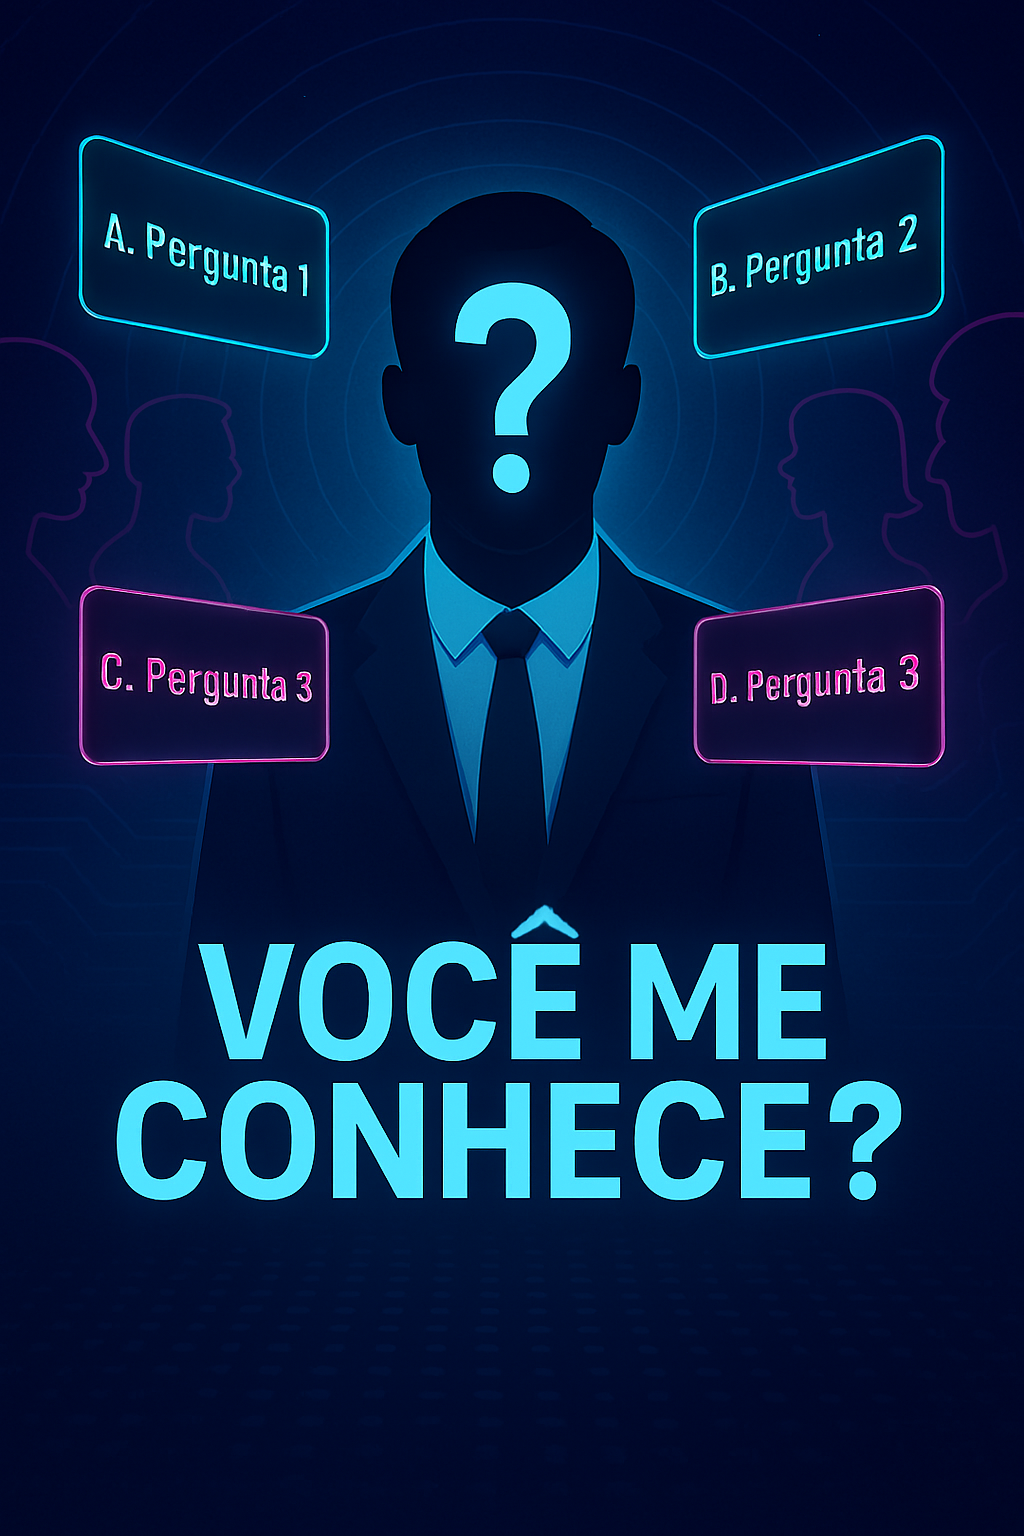 A. Pergunta 1
B. Pergunta 2
?
C. Pergunta 3
D. Pergunta 3
VOCÊ ME
CONHECE?